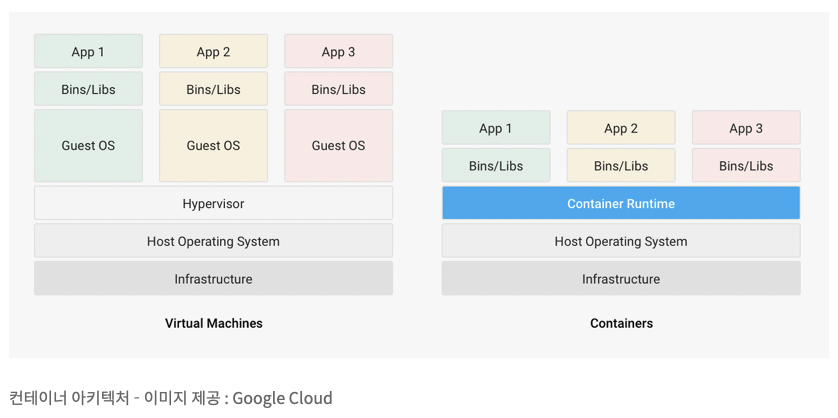 App 1
App 2
App 3
Bins/Libs
Bins/Libs
Bins/Libs
Guest OS
Guest OS
Guest OS
Hypervisor
Host Operating System
Infrastructure
Virtual Machines
App 1
App 2
App 3
Bins/Libs
Bins/Libs
Bins/Libs
Container Runtime
Host Operating System
Infrastructure
Containers
컨테이너 아키텍처 - 이미지 제공 : Google Cloud